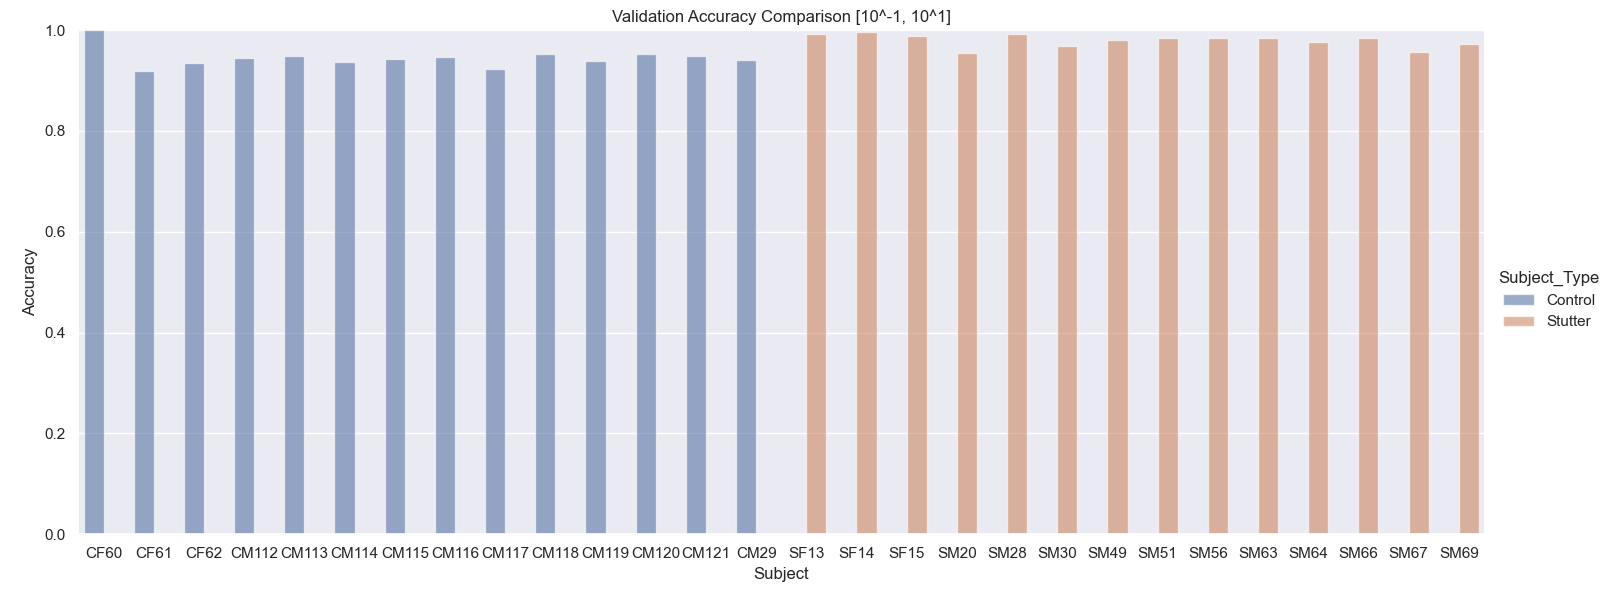 Validation Accuracy Comparison [10^-1, 10^1]
1.0
0.8
0.6
0.4
0.2
0.0
Accuracy
CF60 CF61 CF62 CM112 CM113 CM114 CM115 CM116 CM117 CM118 CM119 CM120 CM121 CM29 SF13 SF14 SF15 SM20 SM28 SM30 SM49 SM51 SM56 SM63 SM64 SM66 SM67 SM69
Subject
Subject_Type
Control
Stutter